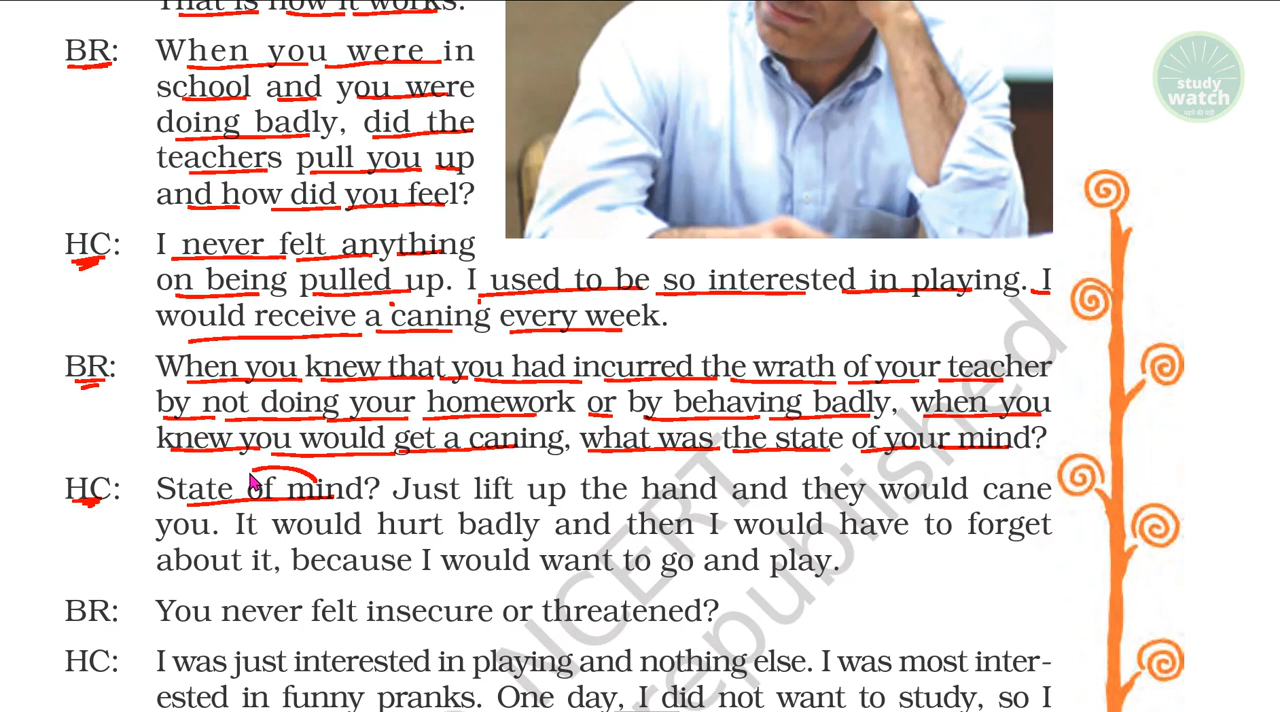 That is how it works.
BR: When you were in
school and you were
doing badly, did the
teachers pull you up
and how did you feel?
HC: I never felt anything
on being pulled up. I used to be so interested in playing. I
would receive a caning every week.
BR: When you knew that you had incurred the wrath of your teacher
by not doing your homework or by behaving badly, when you
knew you would get a caning, what was the state of your mind?
HC: State of mind? Just lift up the hand and they would cane
you. It would hurt badly and then I would have to forget
about it, because I would want to go and play.
BR: You never felt insecure or threatened?
HC: I was just interested in playing and nothing else. I was most inter-
ested in funny pranks. One day, I did not want to study, so I
study
watch
NCERT
republished